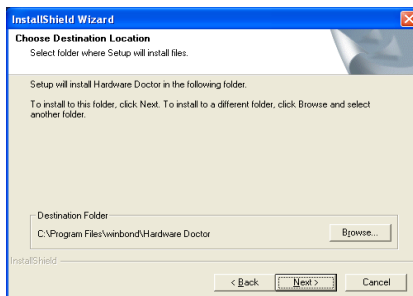 InstallShield Wizard
Choose Destination Location
Select folder where Setup will install files.
Setup will install Hardware Doctor in the following folder.
To install to this folder, click Next. To install to a different folder, click Browse and select
another folder.
Destination Folder
C:\Program Files\winbond\Hardware Doctor
Browse...
InstallShield
< Back
Next >
Cancel